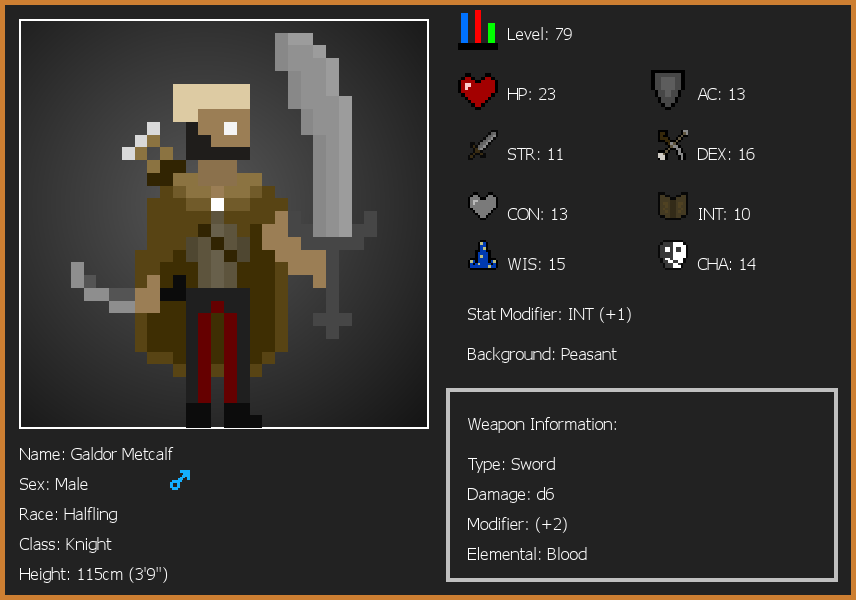 Level: 79
HP: 23
AC: 13
STR: 11
DEX: 16
CON: 13
INT: 10
WIS: 15
CHA: 14
Stat Modifier: INT (+1)
Background: Peasant
Name: Galdor Metcalf
Sex: Male
Race: Halfling
Class: Knight
Height: 115cm (3'9")
Weapon Information:
Type: Sword
Damage: d6
Modifier: (+2)
Elemental: Blood